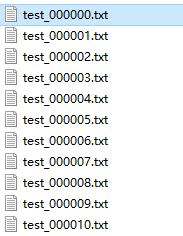 test_000000.txt
test_000001.txt
test_000002.txt
test_000003.txt
test_000004.txt
test_000005.txt
test_000006.txt
test_000007.txt
test_000008.txt
test_000009.txt
test_000010.txt